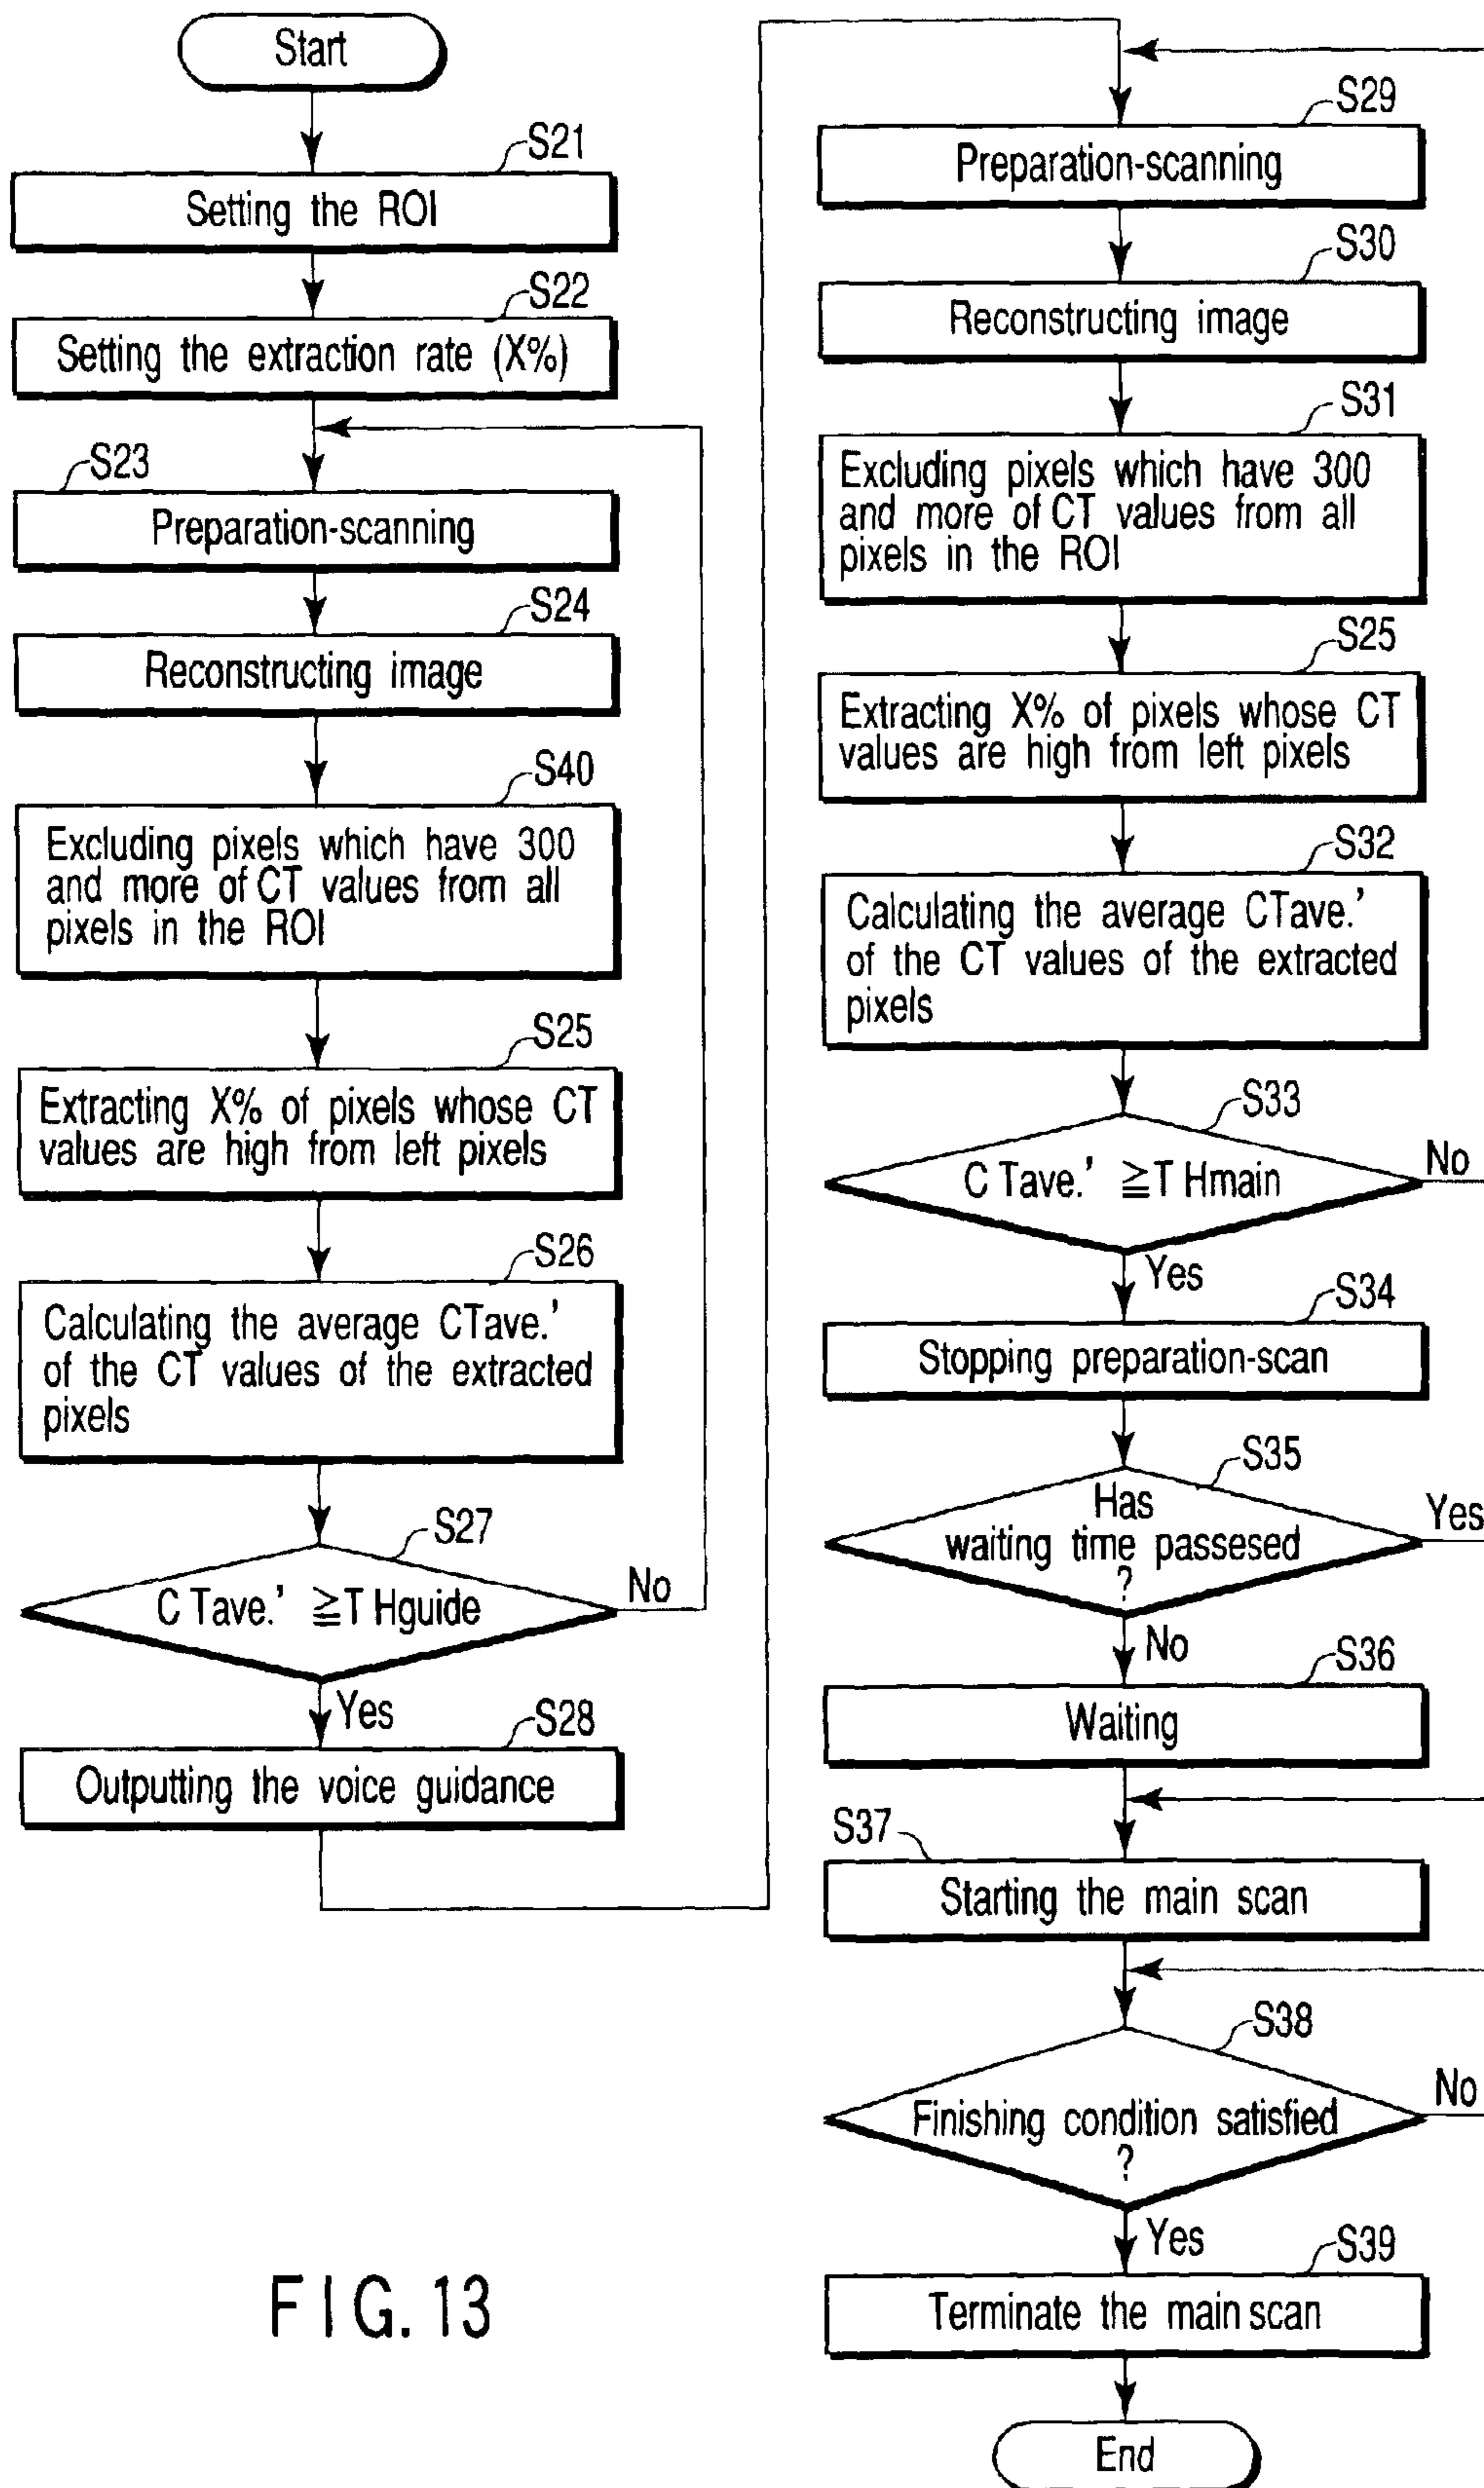 Start
S21
Setting the ROI
S22
Setting the extraction rate (X%)
S23
Preparation-scanning
S24
Reconstructing image
S40
Excluding pixels which have 300
and more of CT values from all
pixels in the ROI
S25
Extracting X% of pixels whose CT
values are high from left pixels
S26
Calculating the average CTave.'
of the CT values of the extracted
pixels
S27
C Tave.' ≧T Hguide
No
Yes
S28
Outputting the voice guidance
S29
Preparation-scanning
S30
Reconstructing image
S31
Excluding pixels which have 300
and more of CT values from all
pixels in the ROI
S25
Extracting X% of pixels whose CT
values are high from left pixels
S32
Calculating the average CTave.'
of the CT values of the extracted
pixels
S33
C Tave.' ≧T Hmain
No
Yes
S34
Stopping preparation-scan
S35
Has
waiting time passesed
?
Yes
No
S36
Waiting
S37
Starting the main scan
S38
Finishing condition satisfied
?
No
Yes
S39
Terminate the main scan
End
FIG. 13